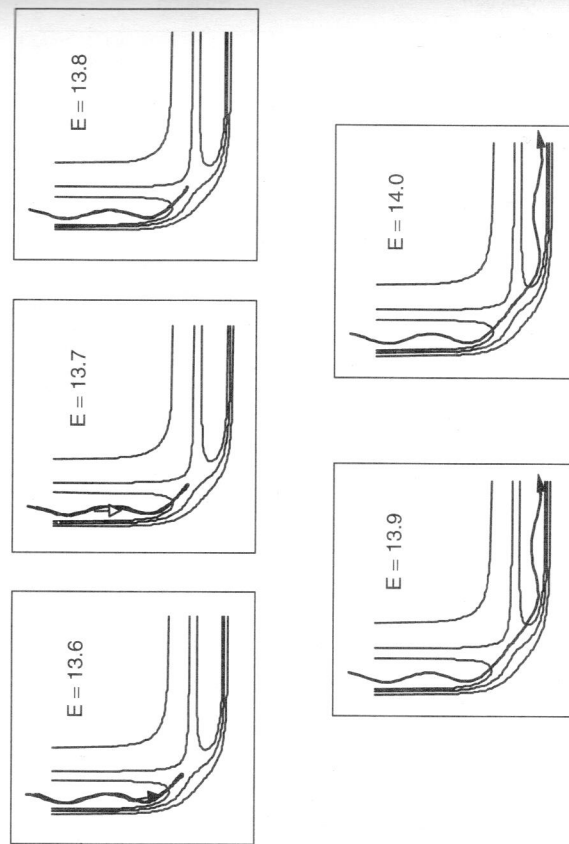 E = 13.6
E = 13.7
E = 13.8
E = 13.9
E = 14.0